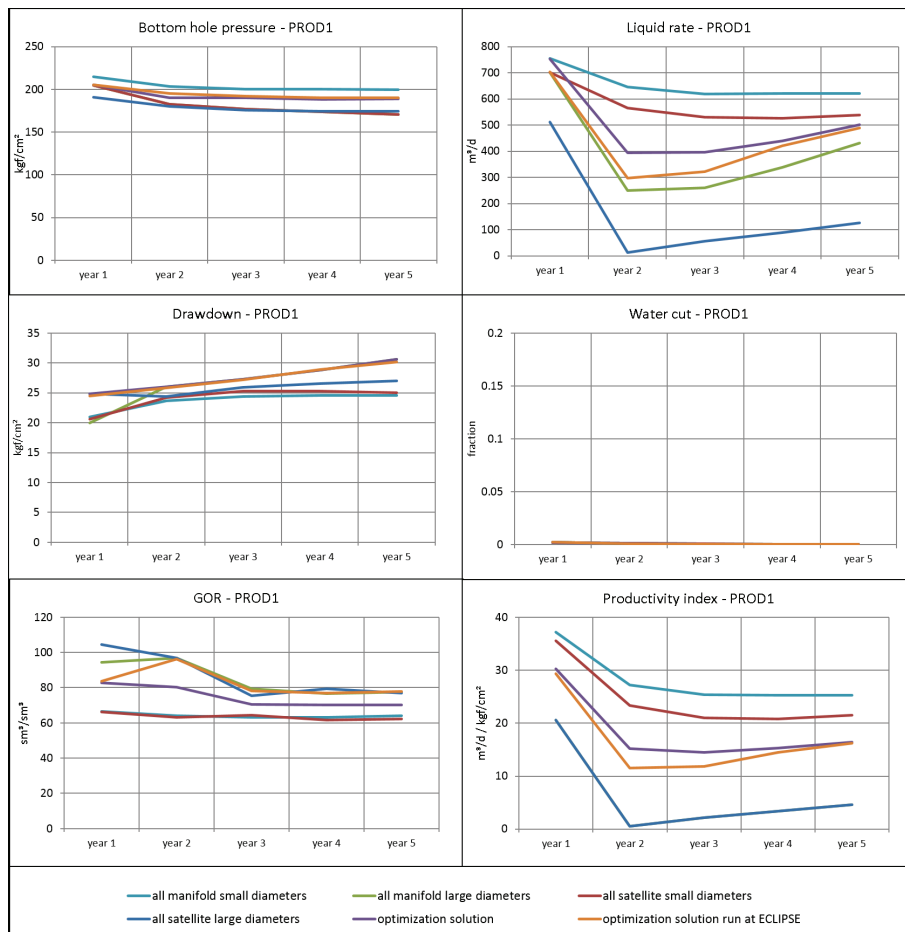 Bottom hole pressure - PROD1
kgf/cm²
250
200
150
100
50
0
year 1 year 2 year 3 year 4 year 5
Liquid rate - PROD1
m³/d
800
700
600
500
400
300
200
100
0
year 1 year 2 year 3 year 4 year 5
Drawdown - PROD1
kgf/cm²
35
30
25
20
15
10
5
0
year 1 year 2 year 3 year 4 year 5
Water cut - PROD1
fraction
0.2
0.15
0.1
0.05
0
year 1 year 2 year 3 year 4 year 5
GOR - PROD1
sm³/sm³
120
100
80
60
40
20
0
year 1 year 2 year 3 year 4 year 5
Productivity index - PROD1
m³/d / kgf/cm²
40
30
20
10
0
year 1 year 2 year 3 year 4 year 5
all manifold small diameters all manifold large diameters all satellite small diameters
all satellite large diameters optimization solution optimization solution run at ECLIPSE